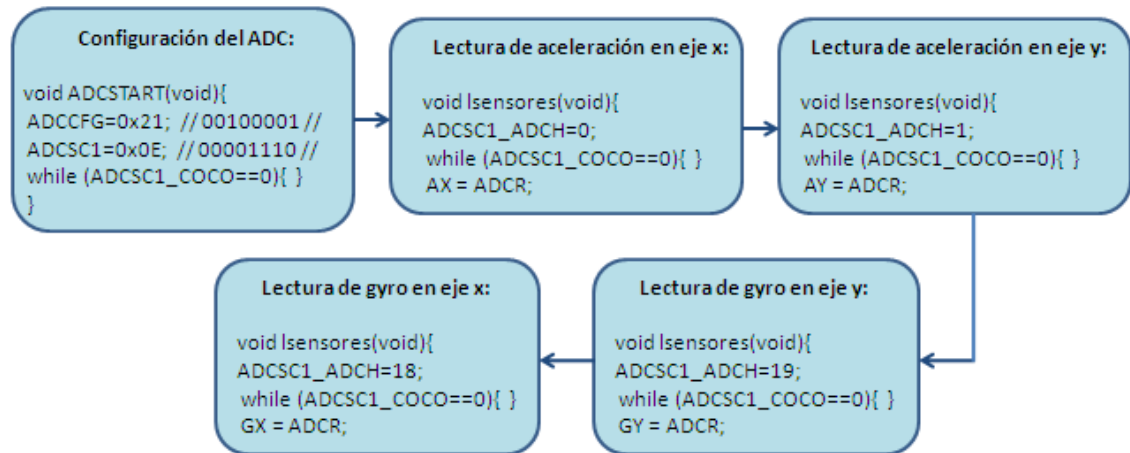 Configuración del ADC:
void ADCSTART(void){
ADCCFG=0x21; // 00100001 //
ADCSC1=0x0E; // 00001110 //
while (ADCSC1_COCO==0){ }
}
Lectura de aceleración en eje x:
void lsensores(void){
ADCSC1_ADCH=0;
while (ADCSC1_COCO==0){ }
AX = ADCR;
Lectura de aceleración en eje y:
void lsensores(void){
ADCSC1_ADCH=1;
while (ADCSC1_COCO==0){ }
AY = ADCR;
Lectura de gyro en eje y:
void lsensores(void){
ADCSC1_ADCH=19;
while (ADCSC1_COCO==0){ }
GY = ADCR;
Lectura de gyro en eje x:
void lsensores(void){
ADCSC1_ADCH=18;
while (ADCSC1_COCO==0){ }
GX = ADCR;